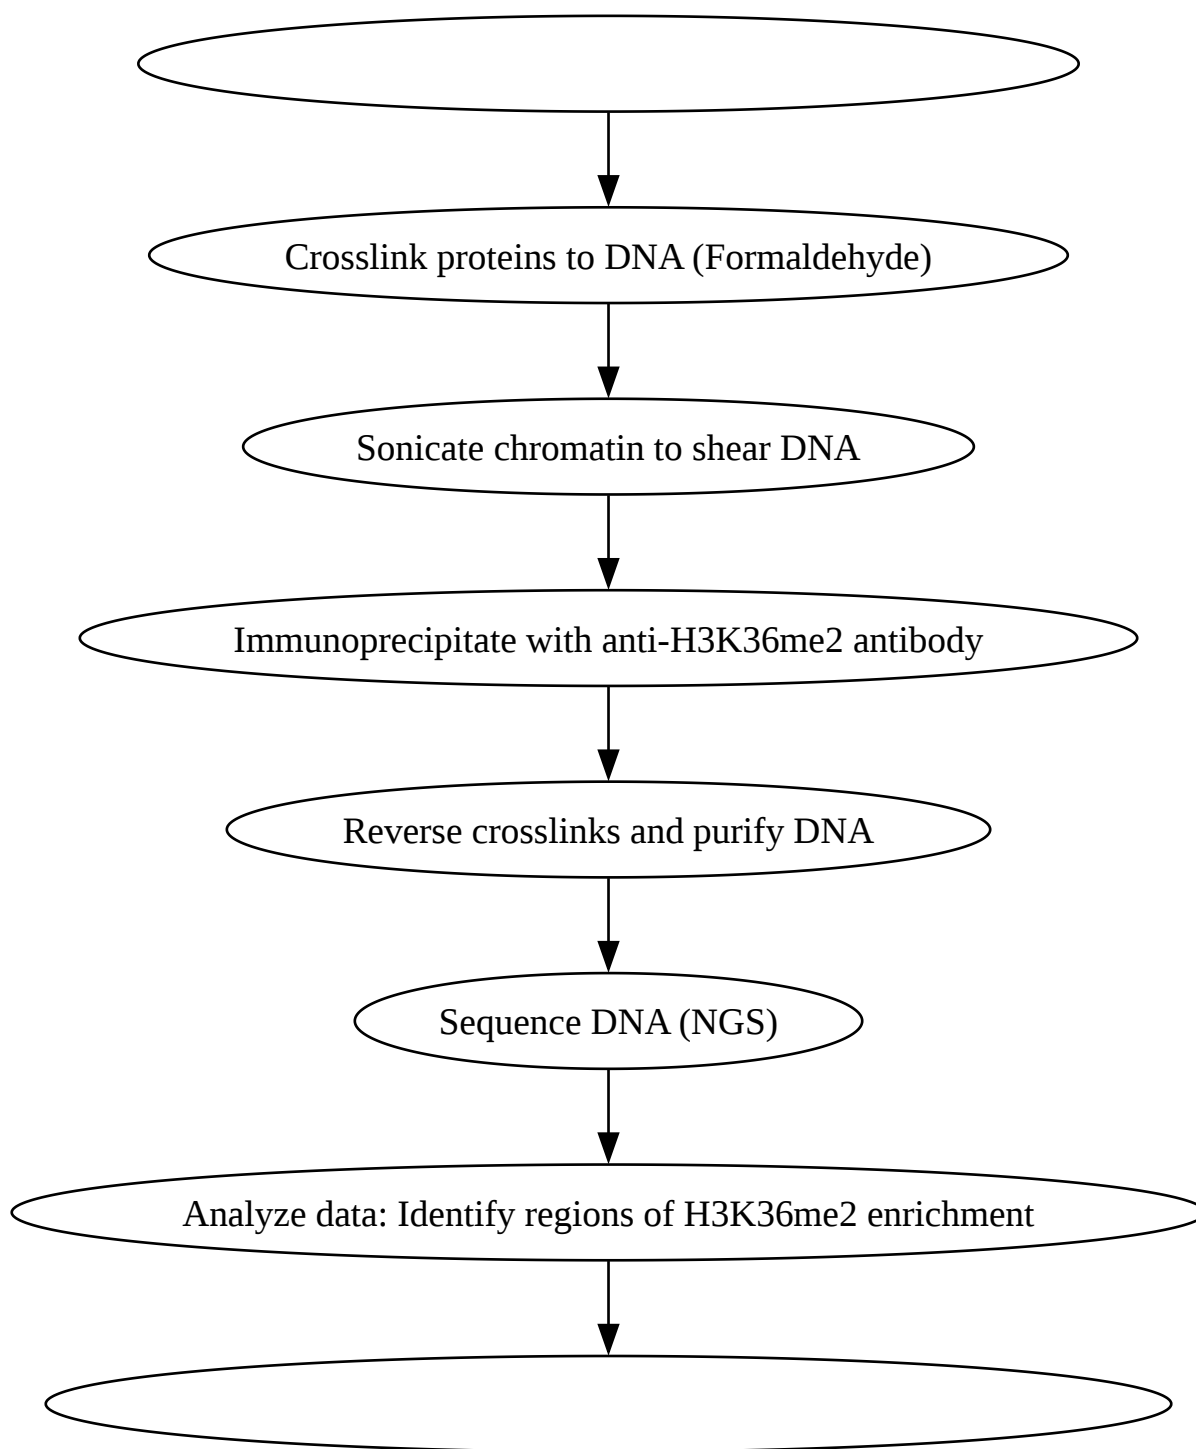 Crosslink proteins to DNA (Formaldehyde)
Sonicate chromatin to shear DNA
Immunoprecipitate with anti-H3K36me2 antibody
Reverse crosslinks and purify DNA
Sequence DNA (NGS)
Analyze data: Identify regions of H3K36me2 enrichment